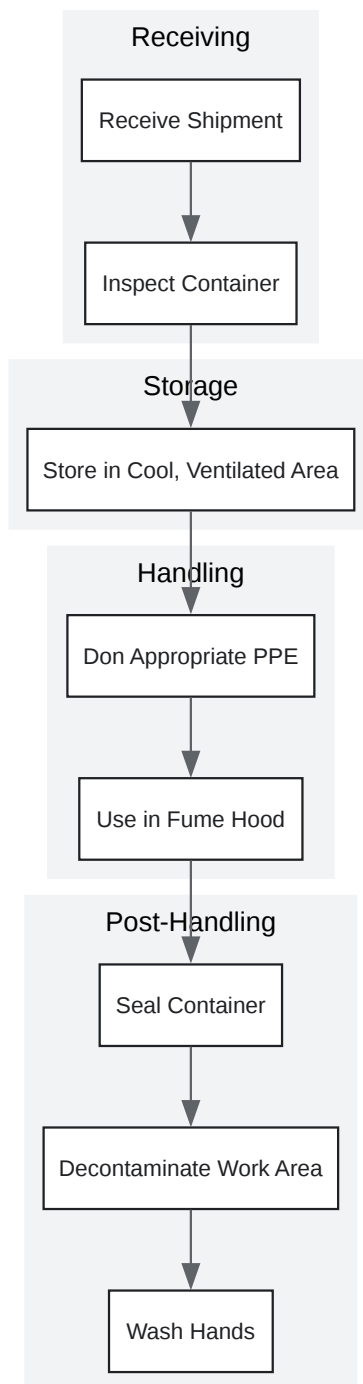 Receiving
Receive Shipment
Inspect Container
Storage
Store in Cool, Ventilated Area
Handling
Don Appropriate PPE
Use in Fume Hood
Post-Handling
Seal Container
Decontaminate Work Area
Wash Hands